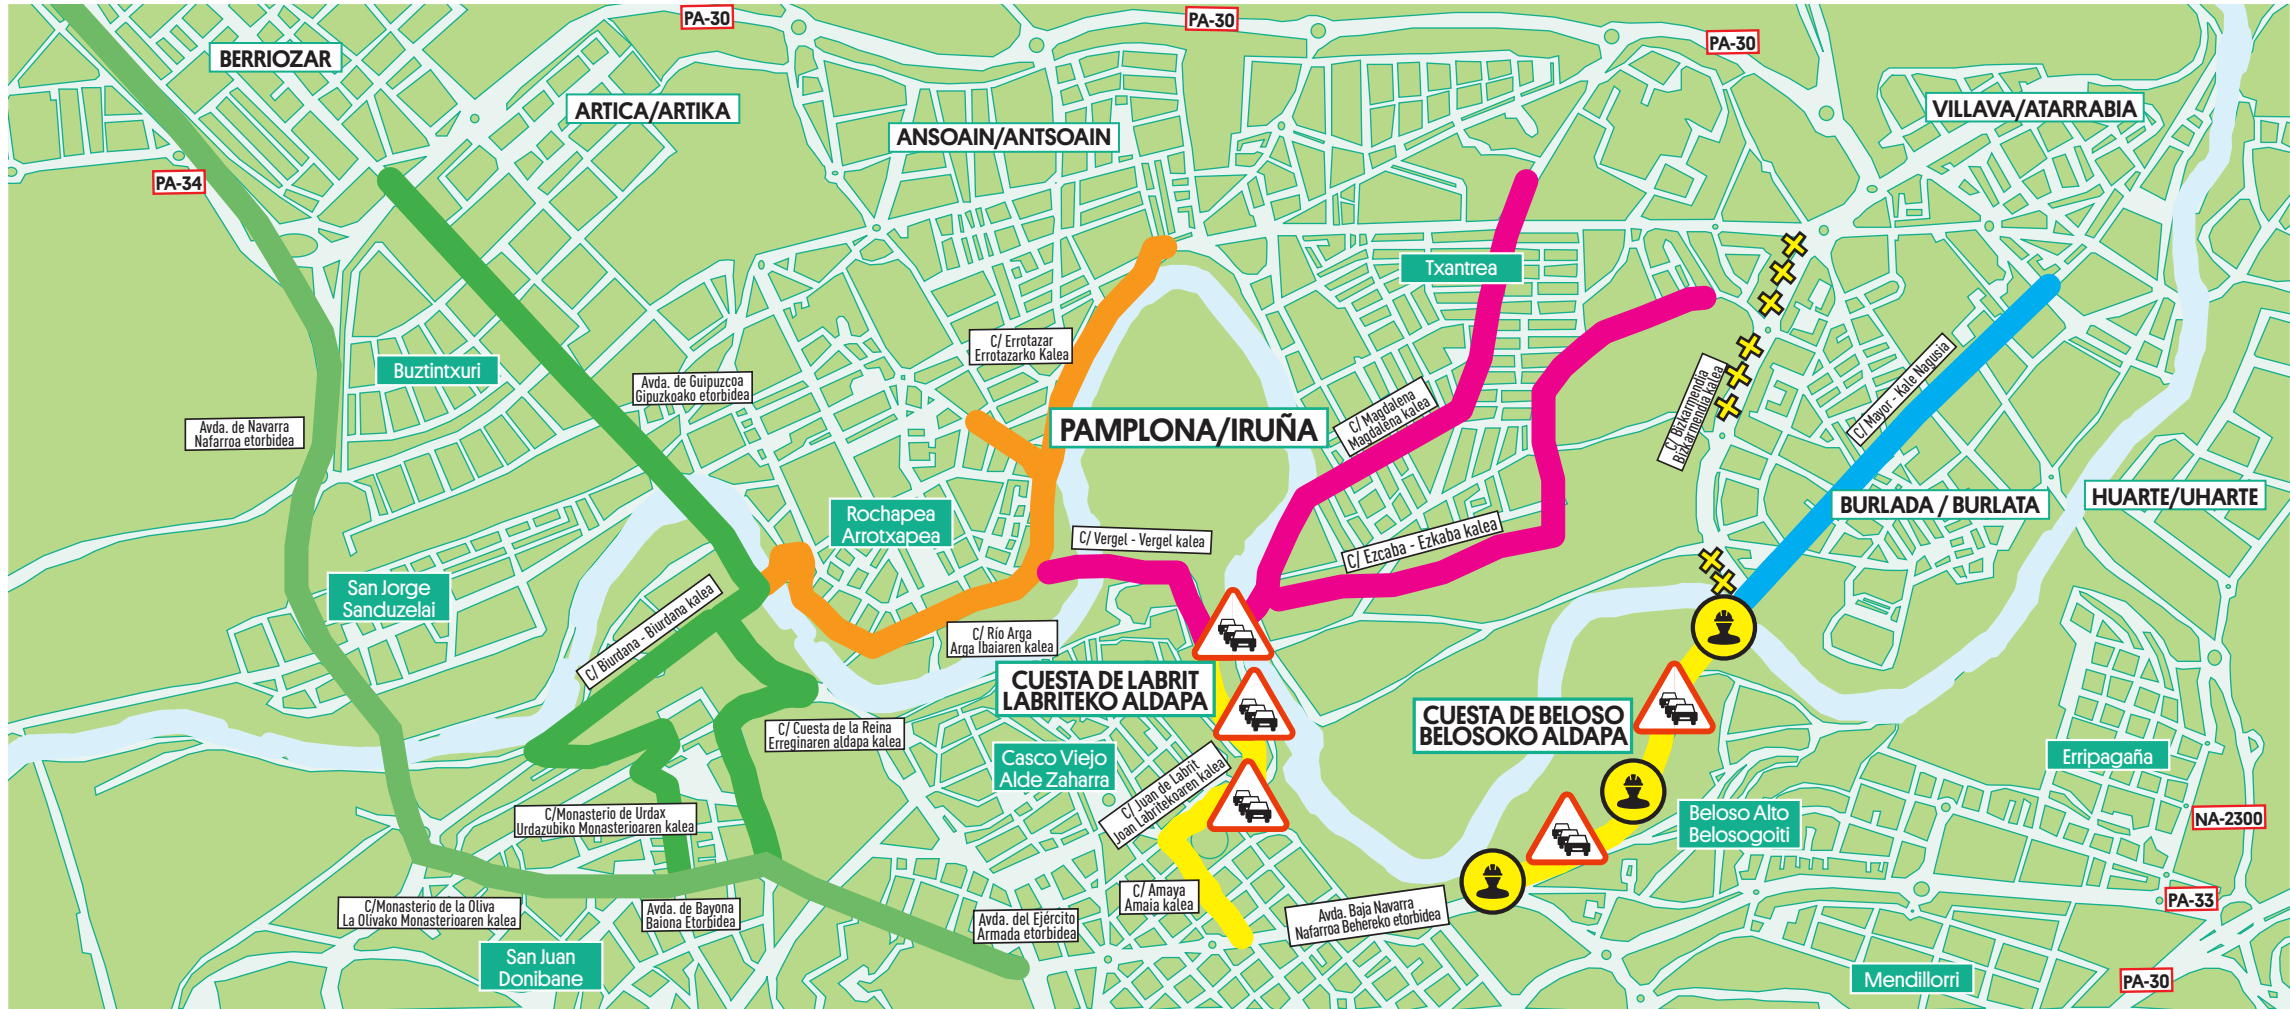 PA-30
PA-30
PA-30
BERRIOZAR
ARTICA/ARTIKA
ANSOAIN/ANTSOAIN
VILLAVA/ATARRABIA
PA-34
Txantrea
C/ Errotazar
Errotazarko Kalea
Buztintxuri
Avda. de Guipuzcoa
Gipuzkoako etorbidea
Avda. de Navarra
Nafarroa etorbidea
PAMPLONA/IRUÑA
C/ Magdalena
Magdalena kalea
C/ Bizkarmendia
Bizkarmendia kalea
C/ Mayor - Kale Nagusia
BURLADA / BURLATA
HUARTE/UHARTE
Rochapea
Arrotxapea
C/ Vergel - Vergel kalea
C/ Ezcaba - Ezkaba kalea
San Jorge
Sanduzelai
C/ Biurdana - Biurdana kalea
C/ Río Arga
Arga Ibaiaren kalea
CUESTA DE LABRIT
LABRITEKO ALDAPA
C/ Cuesta de la Reina
Erreginaren aldapa kalea
CUESTA DE BELOSO
BELOSOKO ALDAPA
Casco Viejo
Alde Zaharra
C/ Juan de Labrit
Joan Labritekoaren kalea
Erripagaña
C/Monasterio de Urdax
Urdazubiko Monasterioaren kalea
Beloso Alto
Belosogoiti
NA-2300
C/Monasterio de la Oliva
La Olivako Monasterioaren kalea
Avda. de Bayona
Baiona Etorbidea
Avda. del Ejército
Armada etorbidea
C/ Amaya
Amaia kalea
Avda. Baja Navarra
Nafarroa Behereko etorbidea
PA-33
San Juan
Donibane
Mendillorri
PA-30